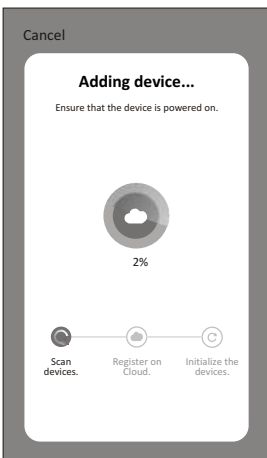 Cancel
Adding device...
Ensure that the device is powered on.
2%
Scan
devices.
Register on
Cloud.
Initialize the
devices.